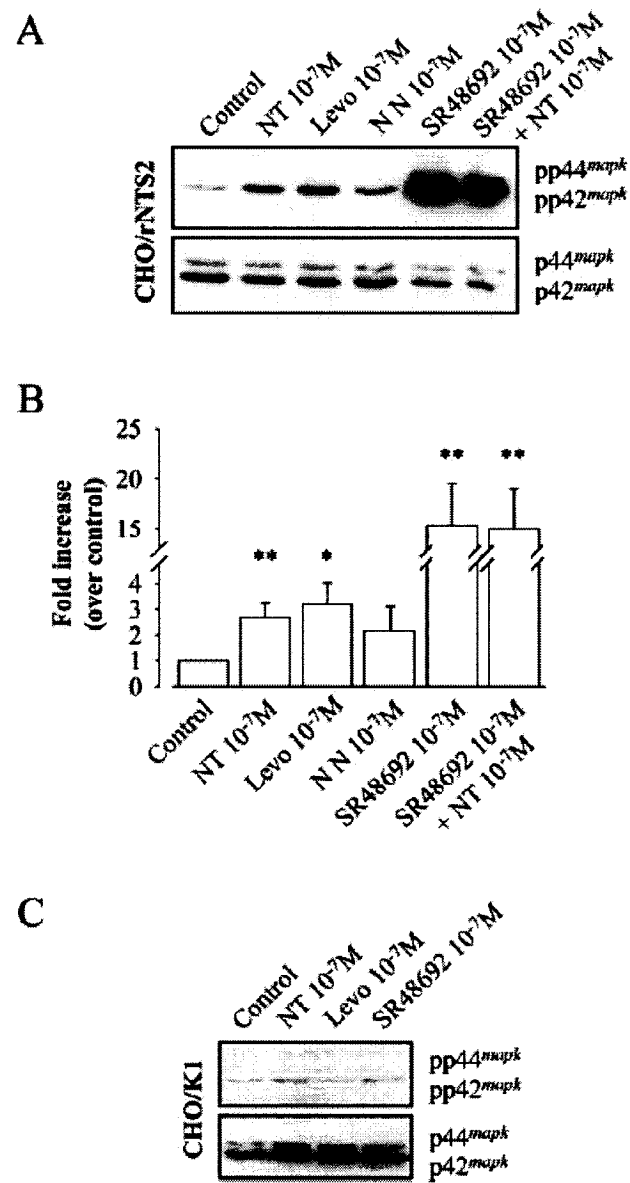 A
Control
NT 10⁻⁷M
Levo 10⁻⁷M
N N 10⁻⁷M
SR48692 10⁻⁷M
SR48692 10⁻⁷M
+ NT 10⁻⁷M
CHO/rNTS2
pp44mapk
pp42mapk
p44mapk
p42mapk
B
Fold increase
(over control)
25
20
15
4
3
2
1
0
**
*
**
**
Control
NT 10⁻⁷M
Levo 10⁻⁷M
N N 10⁻⁷M
SR48692 10⁻⁷M
SR48692 10⁻⁷M
+ NT 10⁻⁷M
C
Control
NT 10⁻⁷M
Levo 10⁻⁷M
SR48692 10⁻⁷M
CHO/K1
pp44mapk
pp42mapk
p44mapk
p42mapk